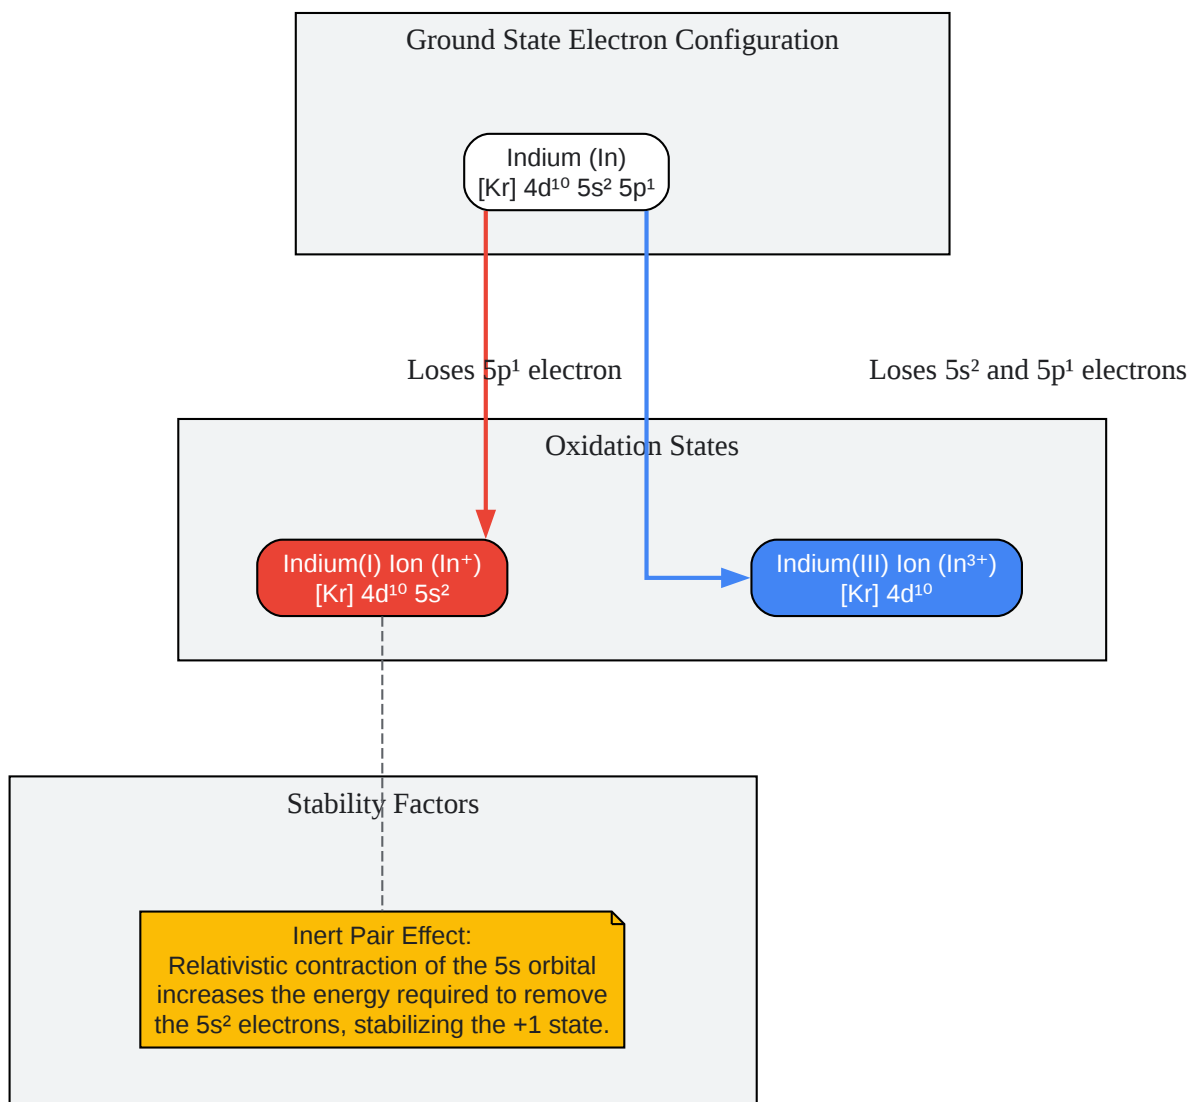 Ground State Electron Configuration
Indium (In)
[Kr] 4d¹⁰ 5s² 5p¹
Loses 5p¹ electron
Loses 5s² and 5p¹ electrons
Oxidation States
Indium(I) Ion (In⁺)
[Kr] 4d¹⁰ 5s²
Indium(III) Ion (In³⁺)
[Kr] 4d¹⁰
Stability Factors
Inert Pair Effect:
Relativistic contraction of the 5s orbital
increases the energy required to remove
the 5s² electrons, stabilizing the +1 state.